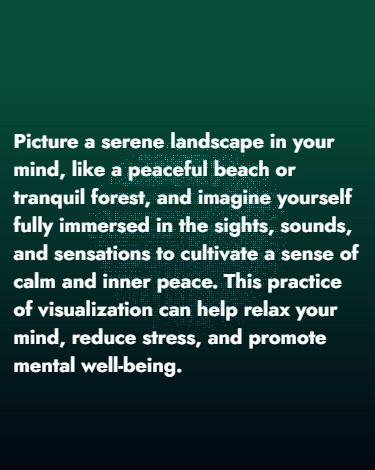 Picture a serene landscape in your
mind, like a peaceful beach or
tranquil forest, and imagine yourself
fully immersed in the sights, sounds,
and sensations to cultivate a sense of
calm and inner peace. This practice
of visualization can help relax your
mind, reduce stress, and promote
mental well-being.